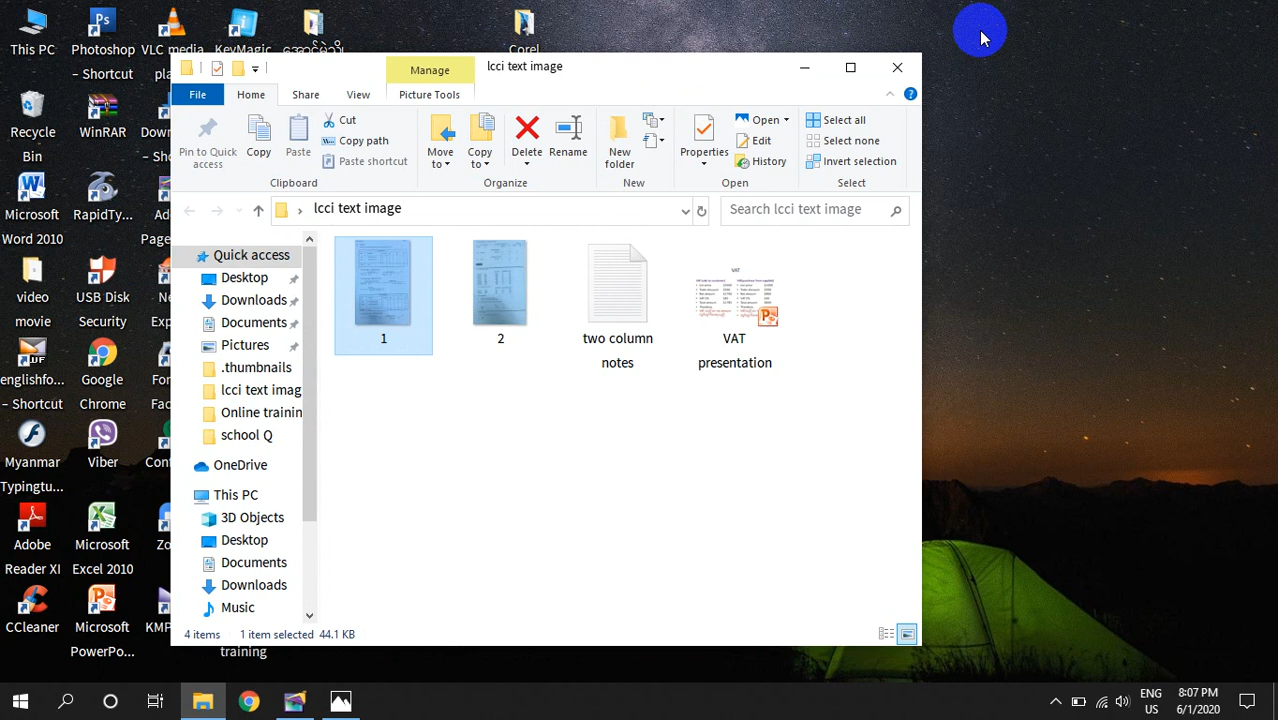 This PC
Photoshop
– Shortcut
VLC media
KeyMagic
အောင်မဲသို့
Corel
Recycle
Bin
WinRAR
Microsoft
Word 2010
RapidTy...
Video...
movie
USB Disk
Security
englishfo...
– Shortcut
Google
Chrome
Myanmar
Typingtu...
Viber
Adobe
Reader XI
Microsoft
Excel 2010
CCleaner
Microsoft
PowerPo...
training
Manage
lcci text image
File
Home
Share
View
Picture Tools
Pin to Quick
access
Copy
Paste
Cut
Copy path
Paste shortcut
Clipboard
Move
to
Copy
to
Delete
Rename
Organize
New
folder
New
Properties
Open
Edit
History
Open
Select all
Select none
Invert selection
Select
lcci text image
Search lcci text image
Quick access
Desktop
Downloads
Documents
Pictures
.thumbnails
lcci text imag
Online trainin
school Q
OneDrive
This PC
3D Objects
Desktop
Documents
Downloads
Music
1
2
two column
notes
VAT
VAT
presentation
4 items
1 item selected 44.1 KB
ENG
US
8:07 PM
6/1/2020